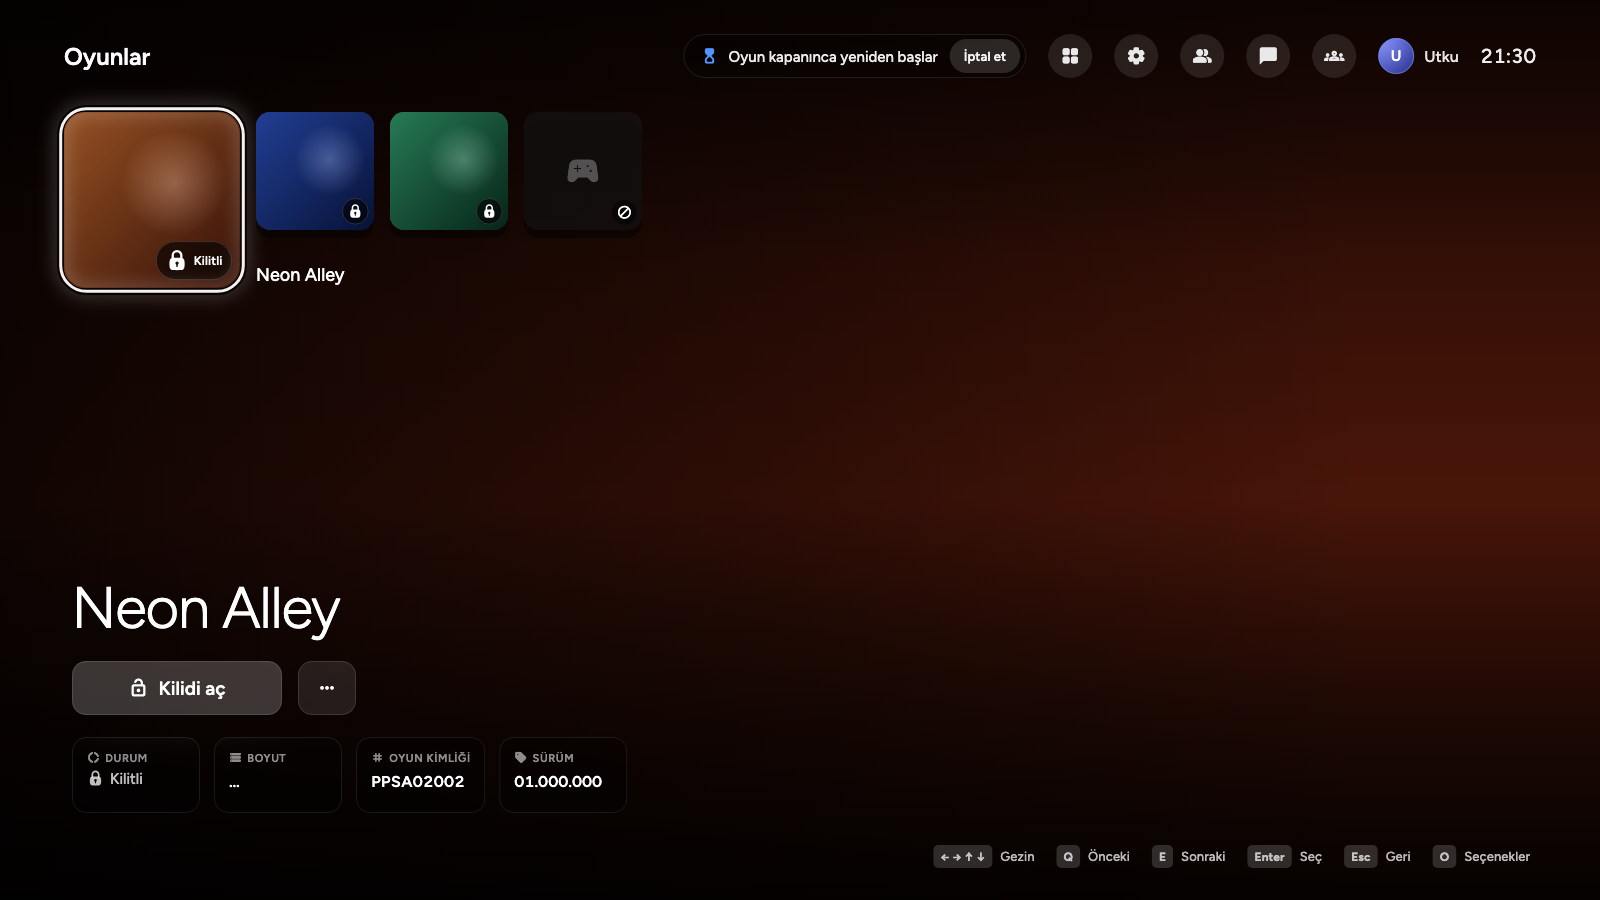 Oyunlar
Oyun kapanınca yeniden başlar
İptal et
U
Utku
21:30
Kilitli
Neon Alley
Neon Alley
Kilidi aç
DURUM
Kilitli
BOYUT
...
OYUN KİMLİĞİ
PPSA02002
SÜRÜM
01.000.000
←→↑↓ Gezin
Q Önceki
E Sonraki
Enter Seç
Esc Geri
O Seçenekler